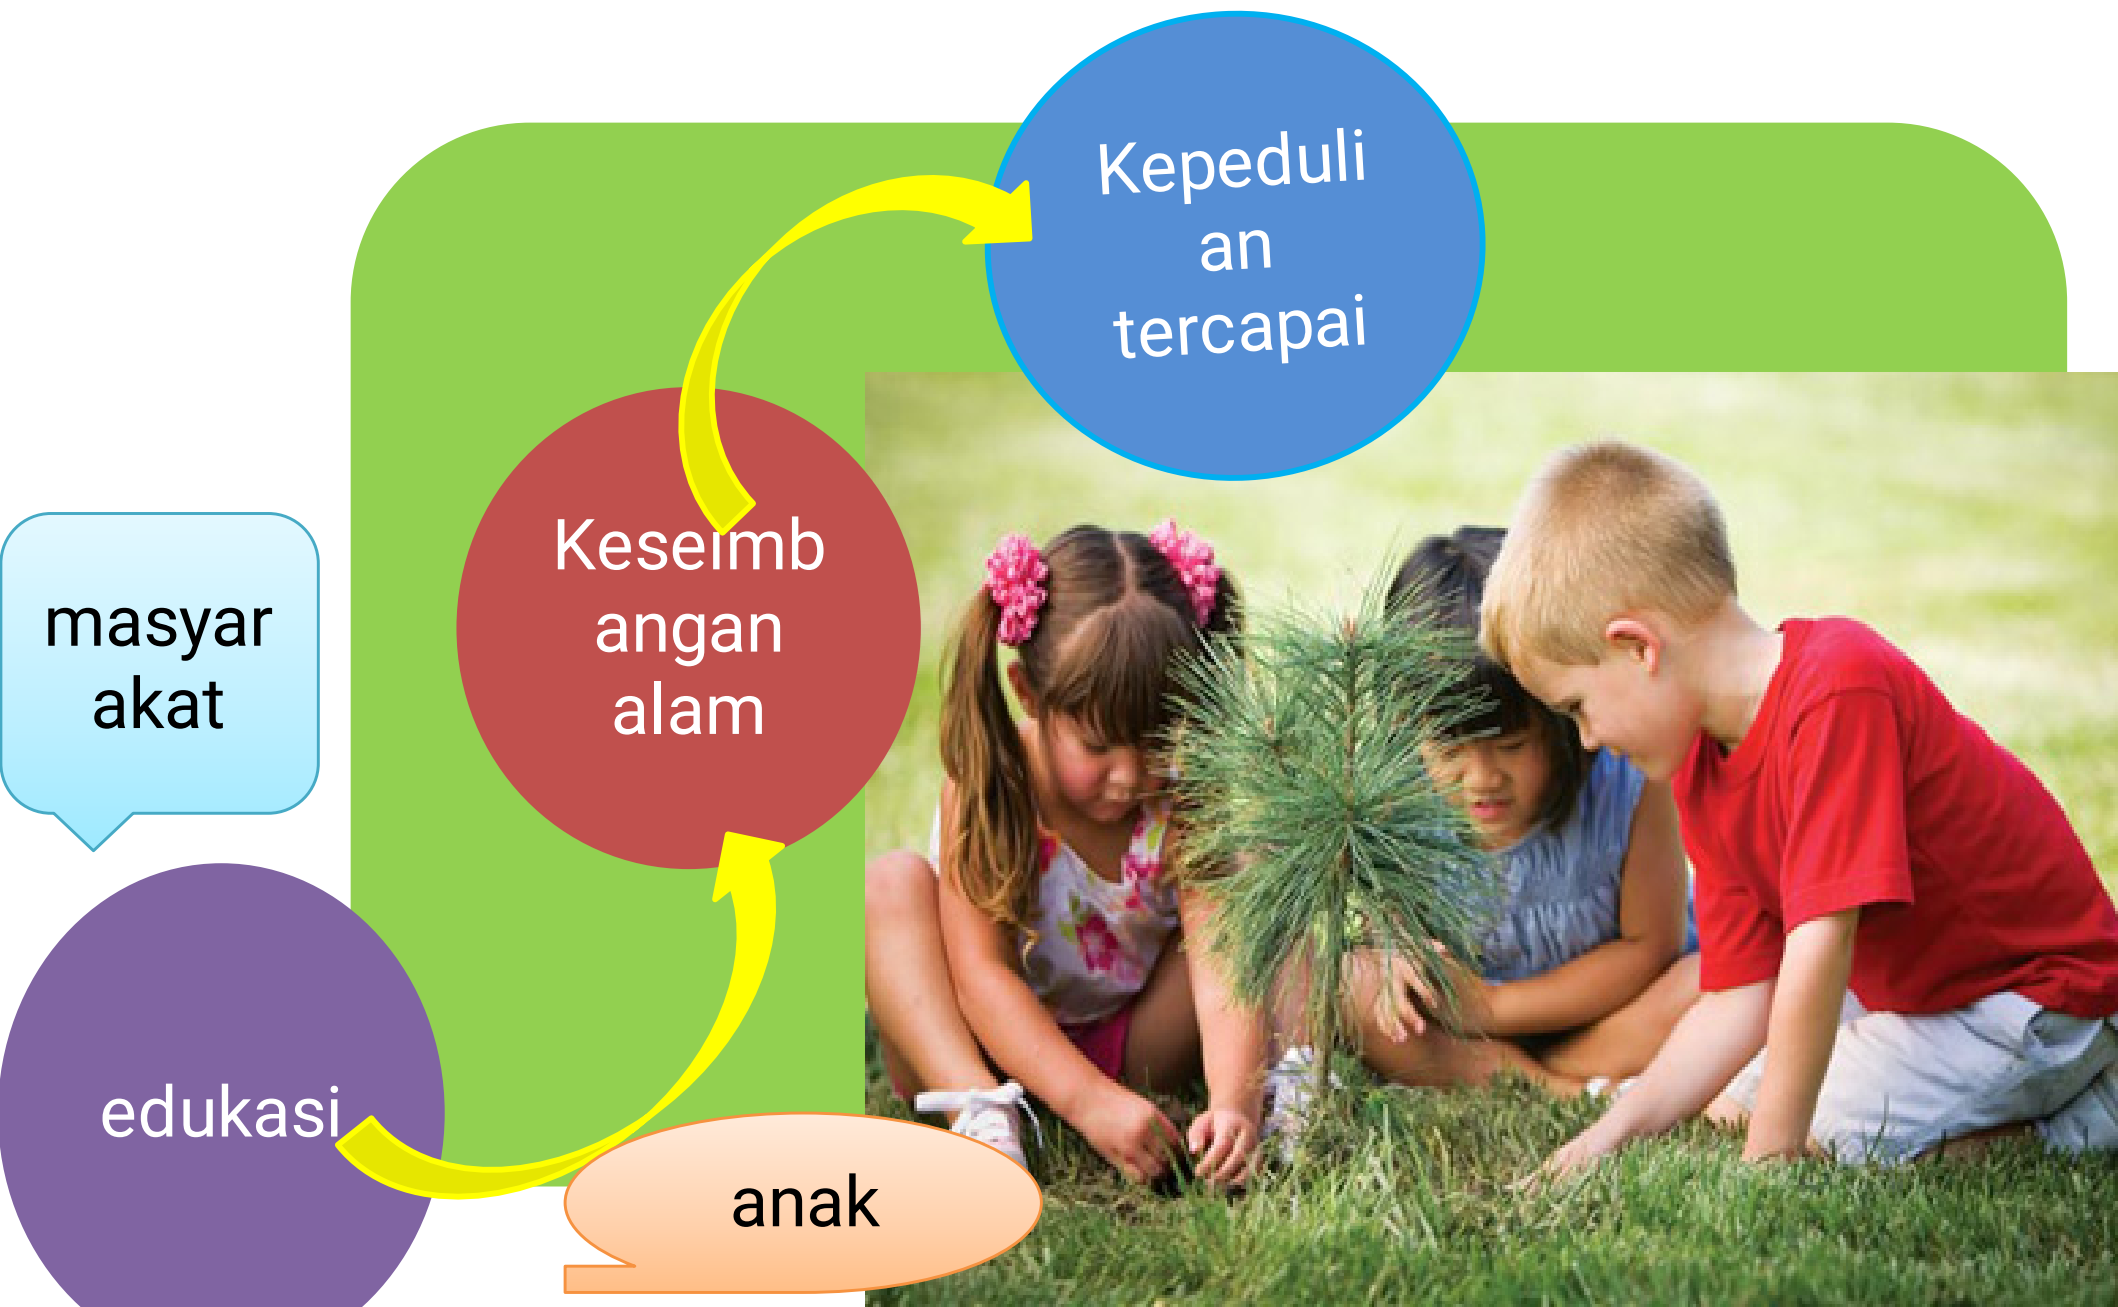 Kepeduli
an
tercapai
Keseimb
angan
alam
masyar
akat
edukasi
anak